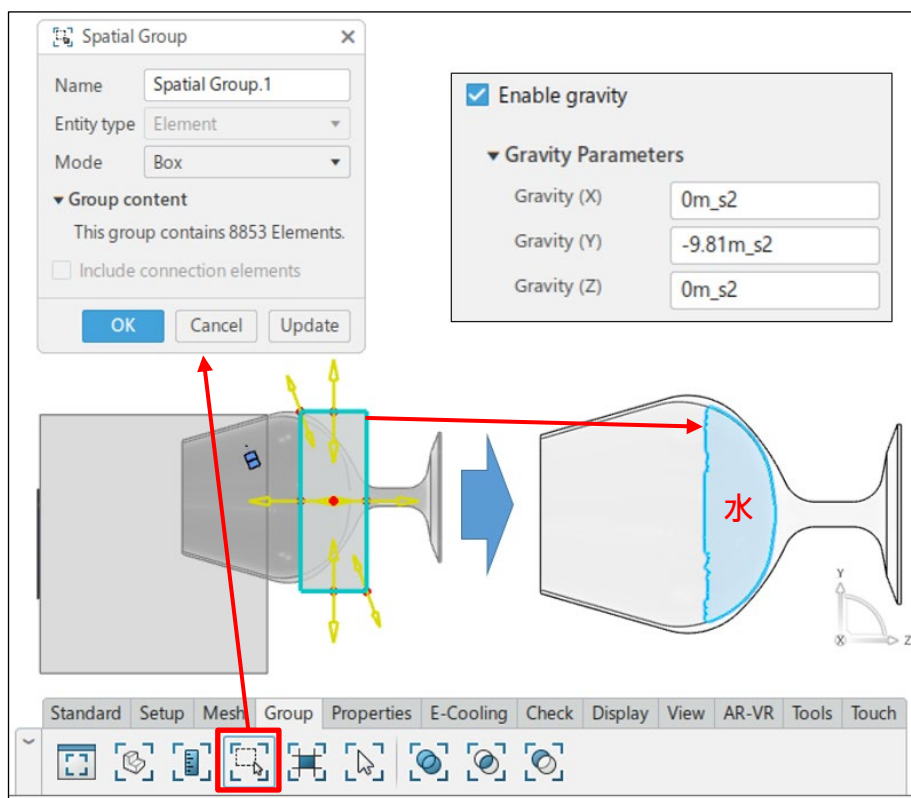 Spatial Group
Name Spatial Group.1
Entity type Element
Mode Box
Group content
This group contains 8853 Elements.
Include connection elements
OK Cancel Update
Enable gravity
Gravity Parameters
Gravity (X) 0m_s2
Gravity (Y) -9.81m_s2
Gravity (Z) 0m_s2
水
Y
X Z
Standard Setup Mesh Group Properties E-Cooling Check Display View AR-VR Tools Touch